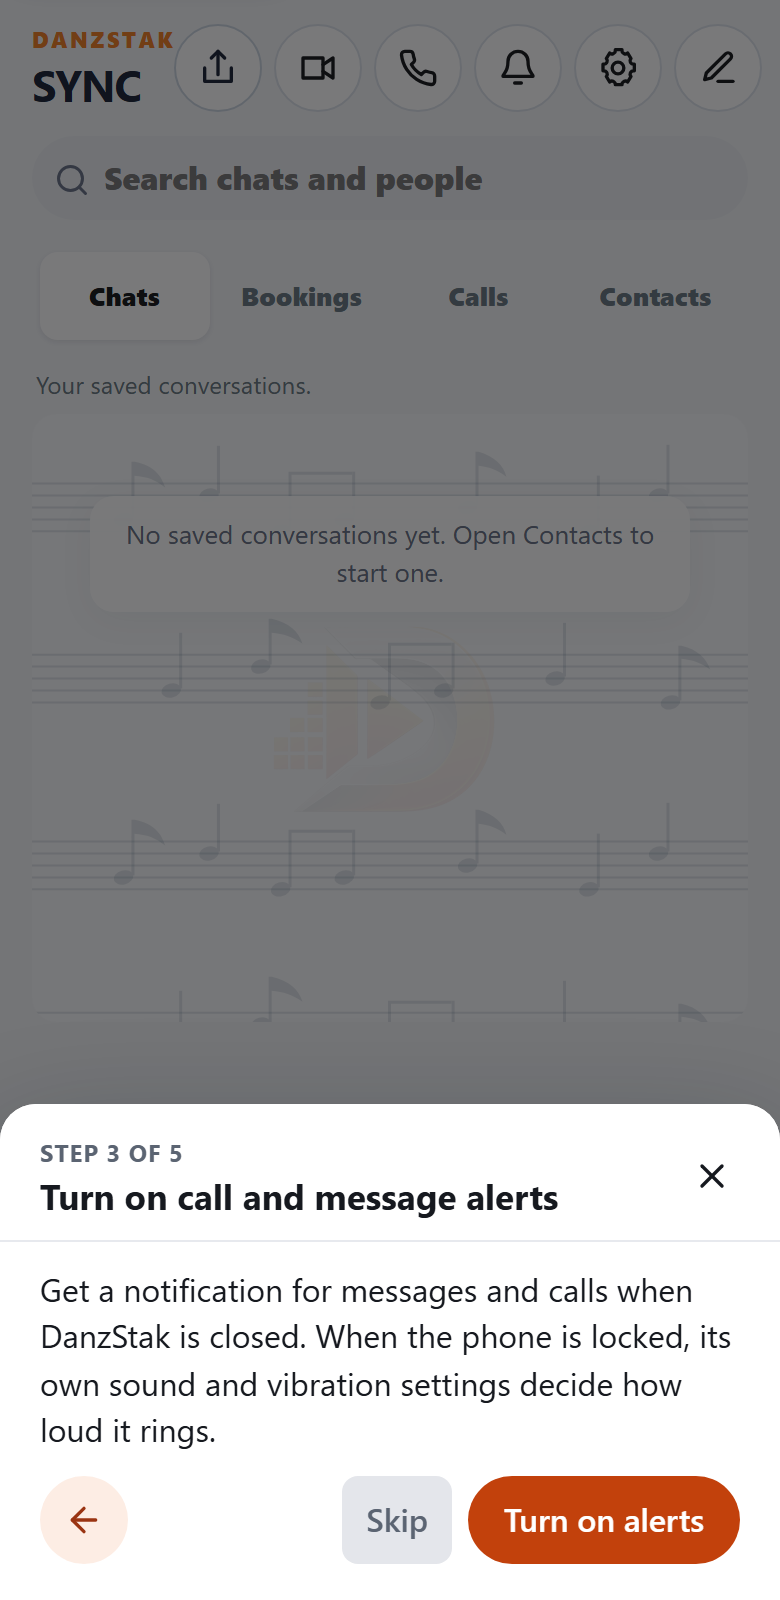 DANZSTAK
SYNC
Search chats and people
Chats Bookings Calls Contacts
Your saved conversations.
No saved conversations yet. Open Contacts to
start one.
STEP 3 OF 5
Turn on call and message alerts
Get a notification for messages and calls when
DanzStak is closed. When the phone is locked, its
own sound and vibration settings decide how
loud it rings.
Skip Turn on alerts